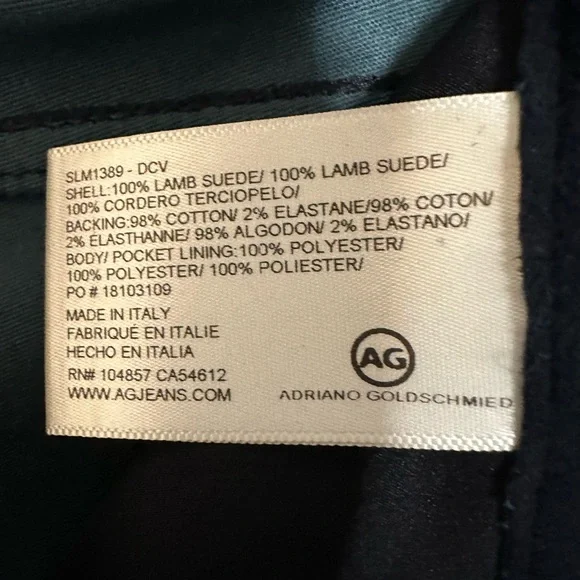 SLM1389 - DCV
SHELL:100% LAMB SUEDE/ 100% LAMB SUEDE/
100% CORDERO TERCIOPELO/
BACKING:98% COTTON/ 2% ELASTANE/98% COTON/
2% ELASTHANNE/ 98% ALGODON/ 2% ELASTANO/
BODY/ POCKET LINING:100% POLYESTER/
100% POLYESTER/ 100% POLIESTER/
PO # 18103109
MADE IN ITALY
FABRIQUÉ EN ITALIE
HECHO EN ITALIA
RN# 104857 CA54612
WWW.AGJEANS.COM
AG
ADRIANO GOLDSCHMIED